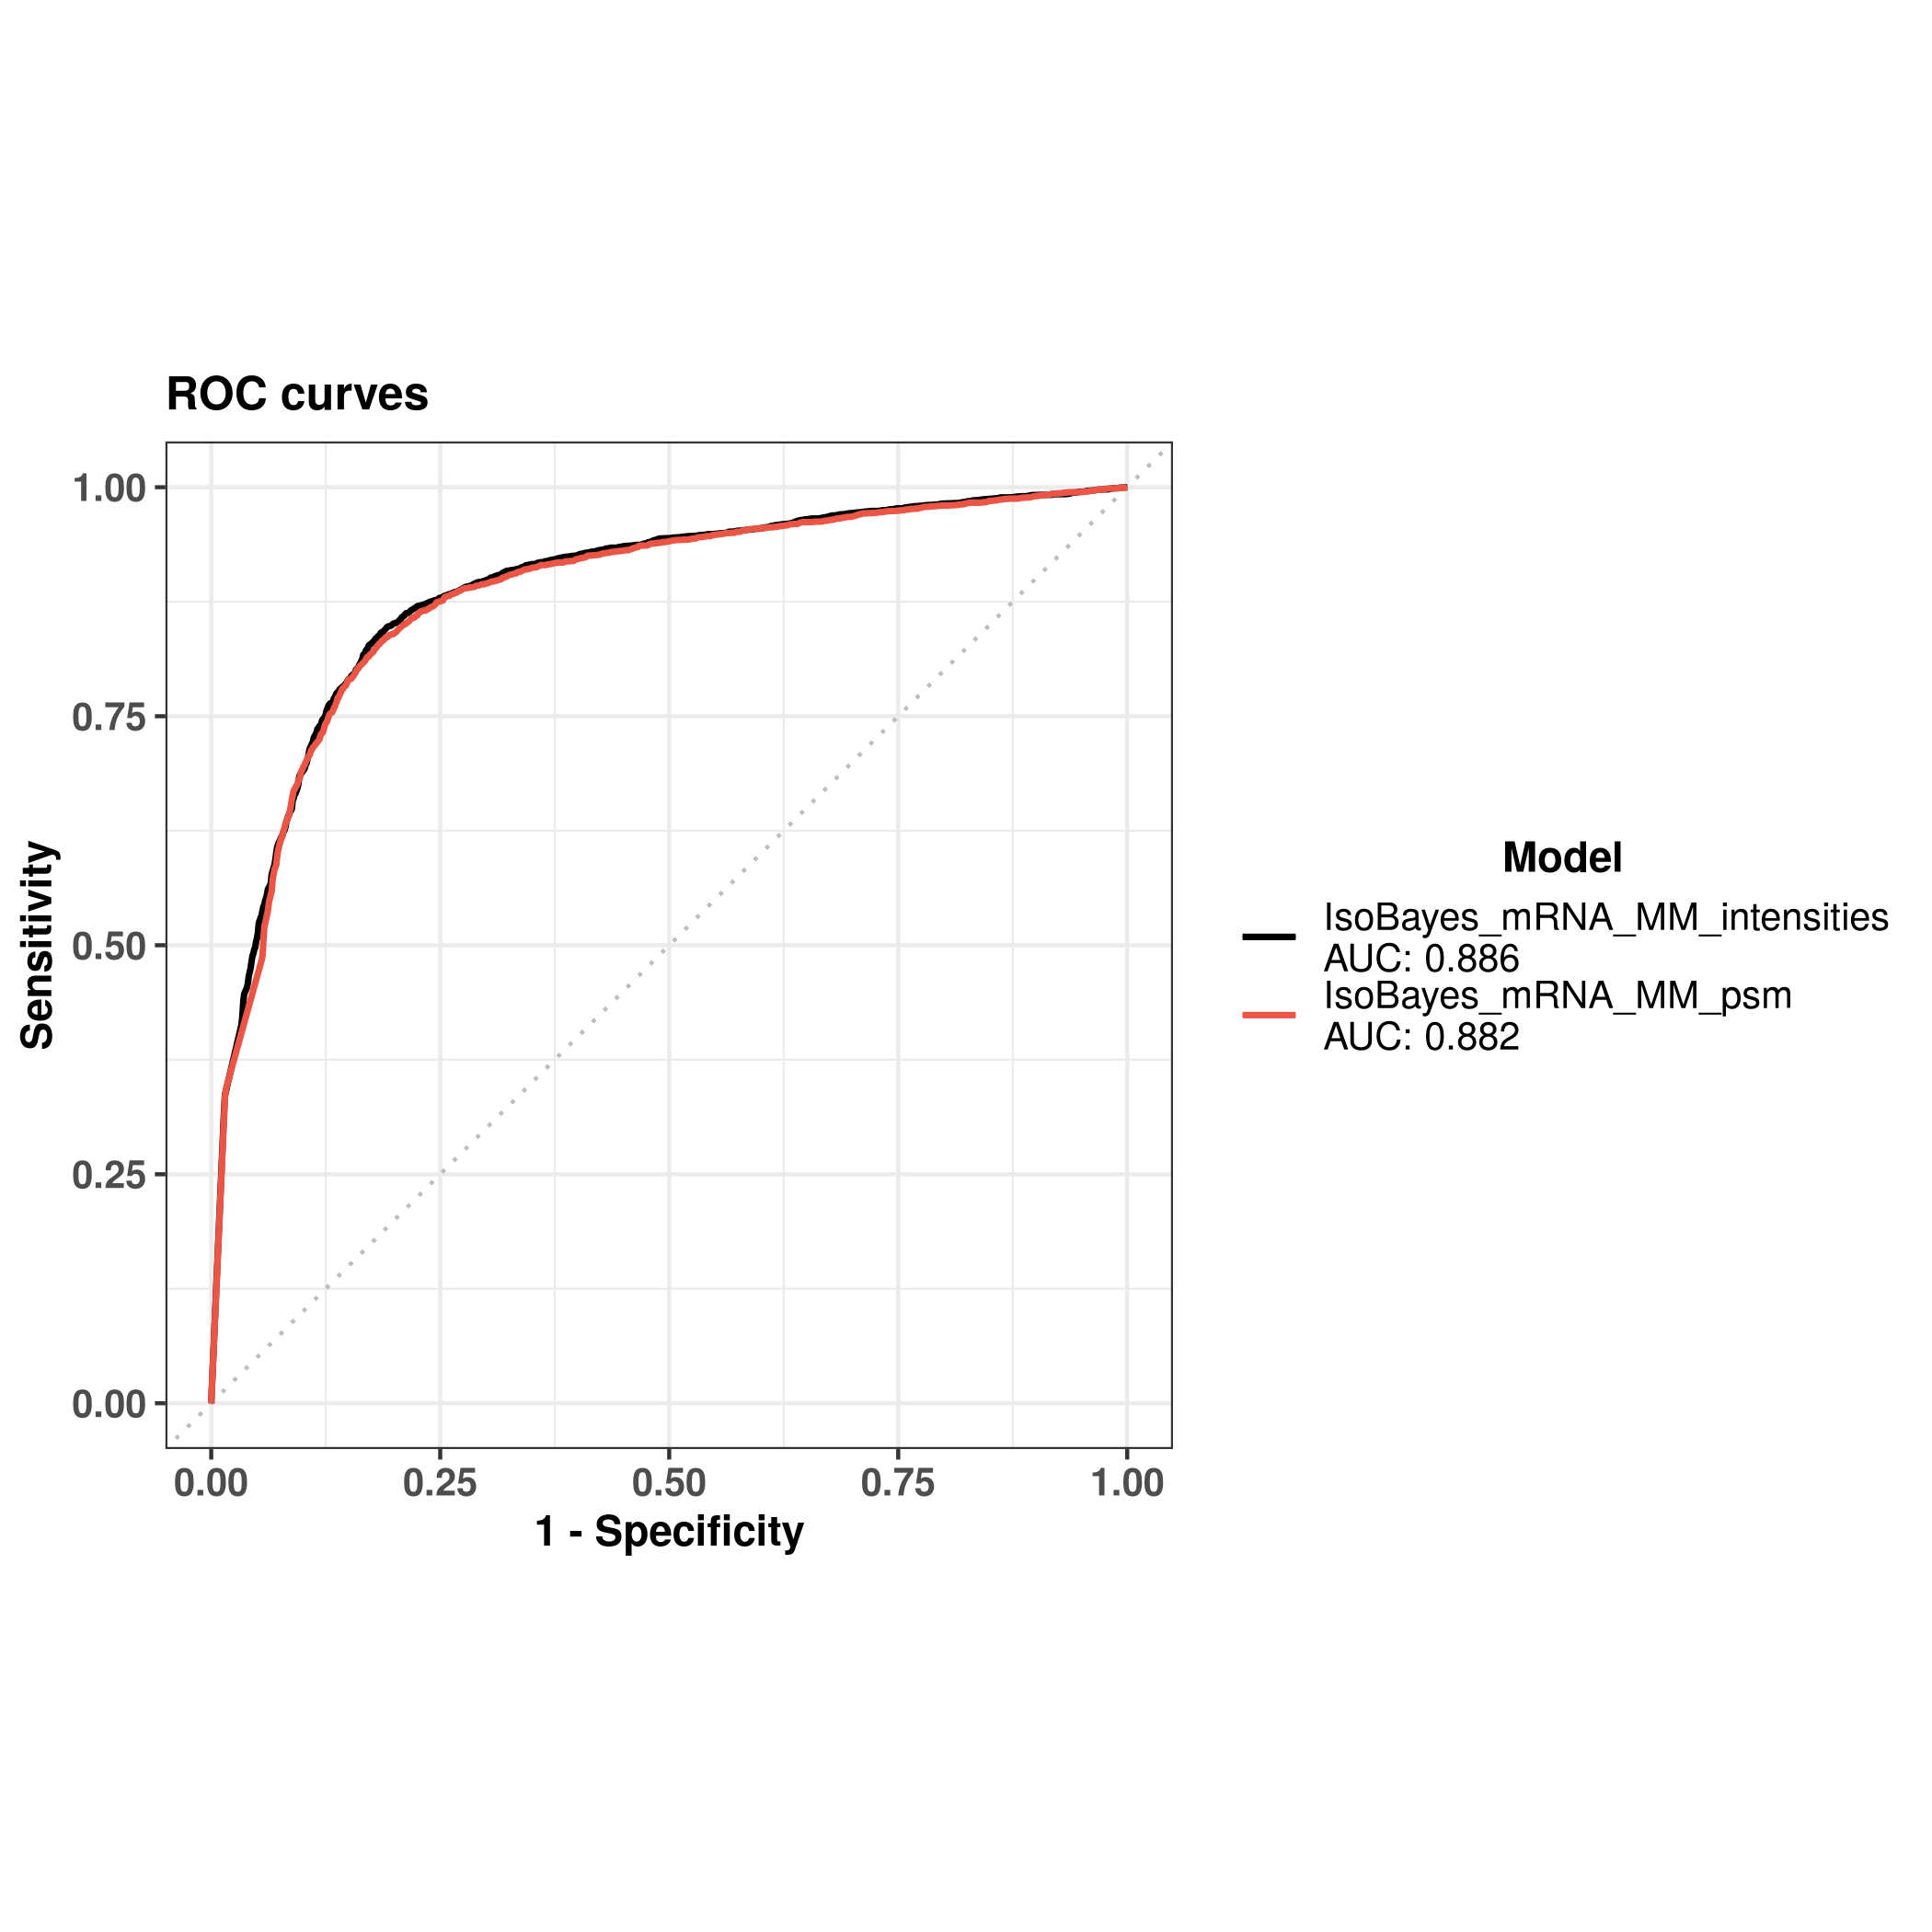 ROC curves
1.00
0.75
0.50
0.25
0.00
Sensitivity
0.00 0.25 0.50 0.75 1.00
1 - Specificity
Model
IsoBayes_mRNA_MM_intensities
AUC: 0.886
IsoBayes_mRNA_MM_psm
AUC: 0.882